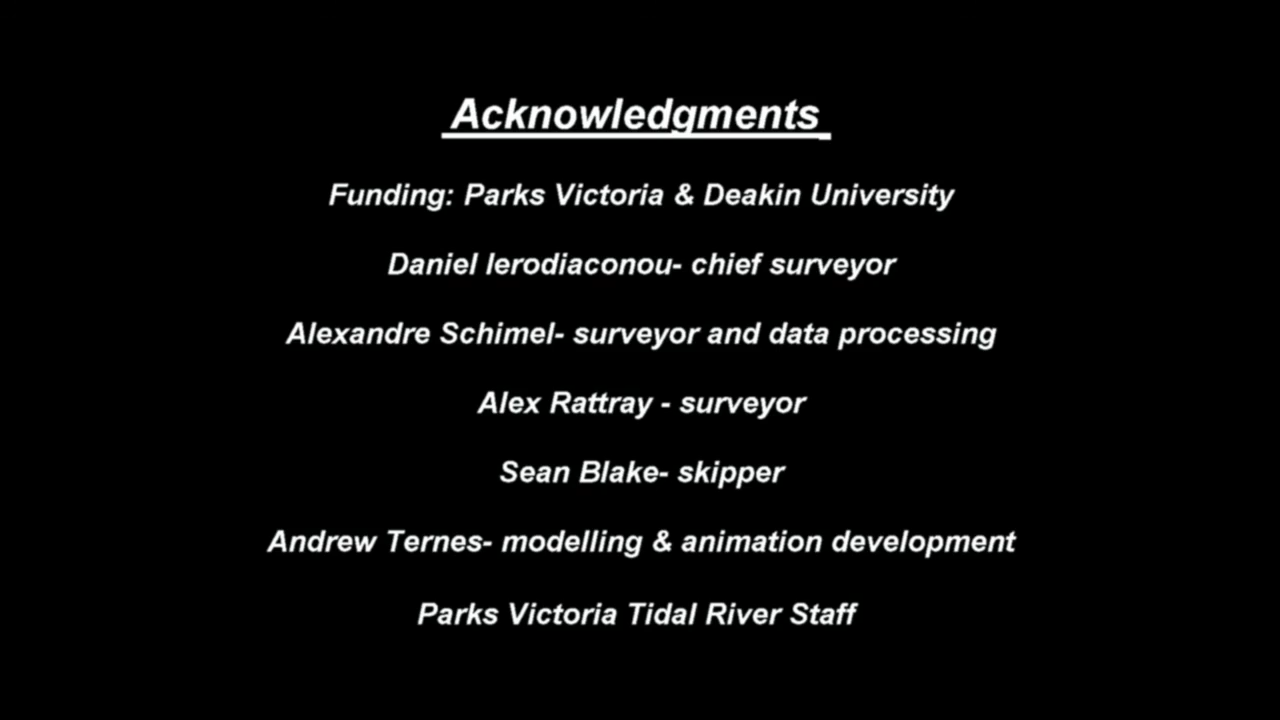 Acknowledgments
Funding: Parks Victoria & Deakin University
Daniel Ierodiaconou- chief surveyor
Alexandre Schimel- surveyor and data processing
Alex Rattray - surveyor
Sean Blake- skipper
Andrew Ternes- modelling & animation development
Parks Victoria Tidal River Staff